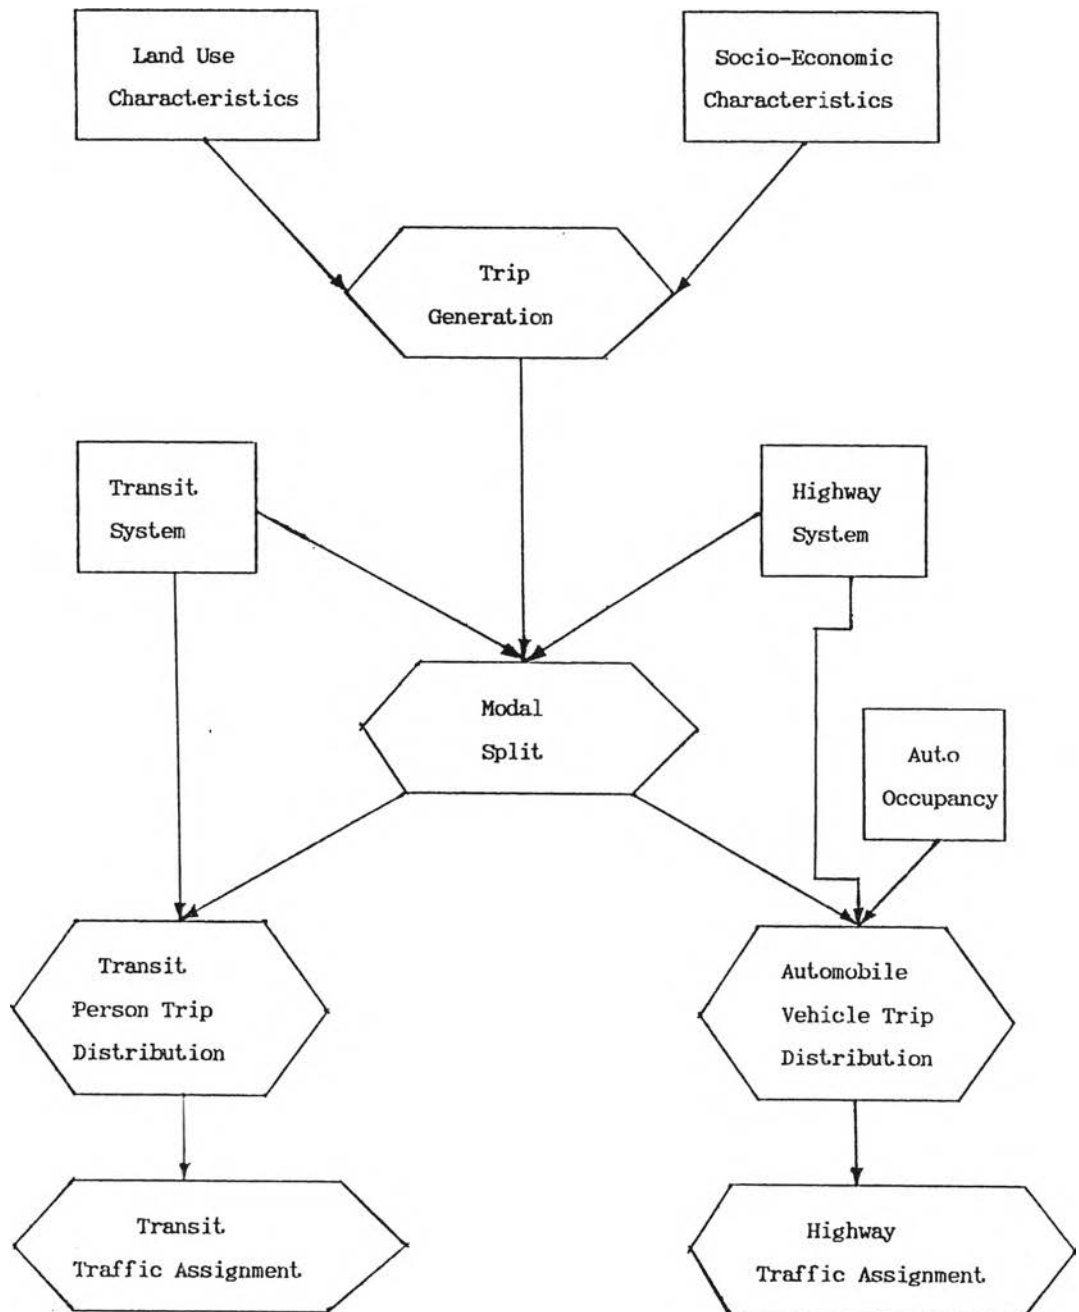 Land Use
Characteristics
Socio-Economic
Characteristics
Trip
Generation
Transit
System
Highway
System
Modal
Split
Auto
Occupancy
Transit
Person Trip
Distribution
Automobile
Vehicle Trip
Distribution
Transit
Traffic Assignment
Highway
Traffic Assignment